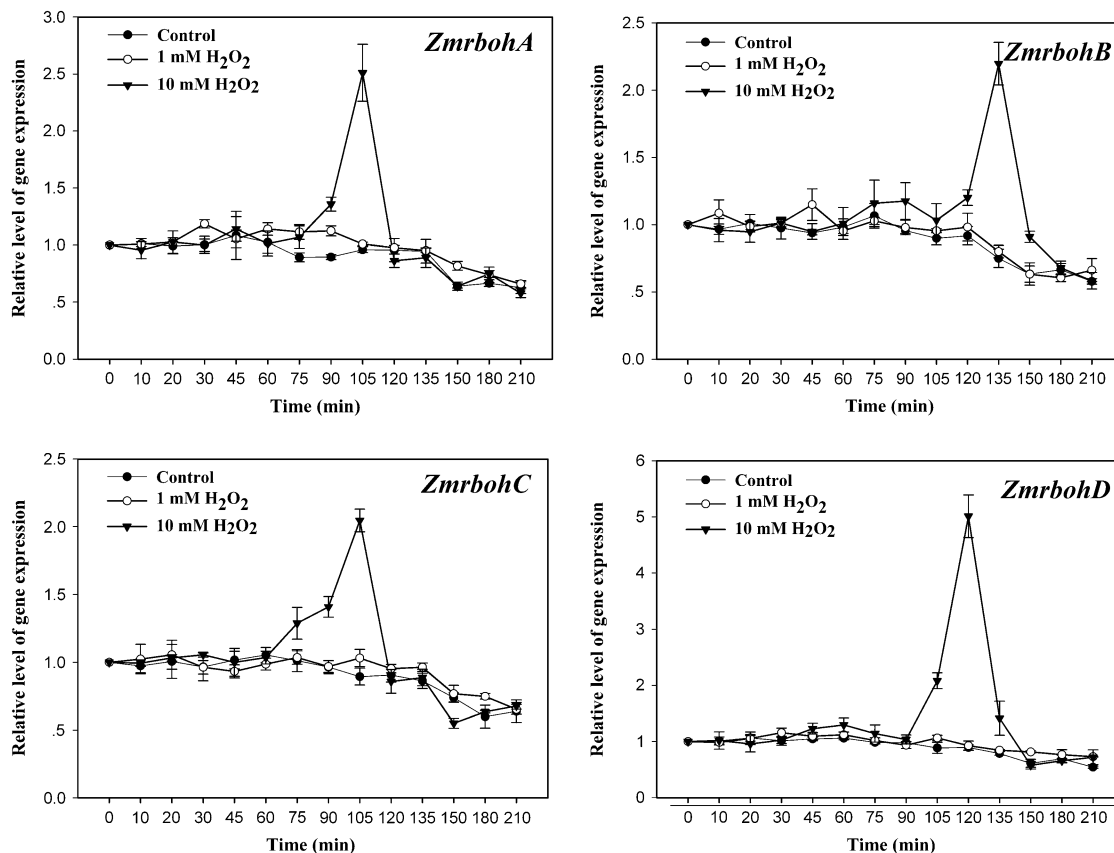 ZmrbohA
Control
1 mM H₂O₂
10 mM H₂O₂
Relative level of gene expression
3.0
2.5
2.0
1.5
1.0
.5
0.0
0 10 20 30 45 60 75 90 105 120 135 150 180 210
Time (min)
ZmrbohB
Control
1 mM H₂O₂
10 mM H₂O₂
Relative level of gene expression
2.5
2.0
1.5
1.0
.5
0.0
0 10 20 30 45 60 75 90 105 120 135 150 180 210
Time (min)
ZmrbohC
Control
1 mM H₂O₂
10 mM H₂O₂
Relative level of gene expression
2.5
2.0
1.5
1.0
.5
0.0
0 10 20 30 45 60 75 90 105 120 135 150 180 210
Time (min)
ZmrbohD
Control
1 mM H₂O₂
10 mM H₂O₂
Relative level of gene expression
6
5
4
3
2
1
0
0 10 20 30 45 60 75 90 105 120 135 150 180 210
Time (min)